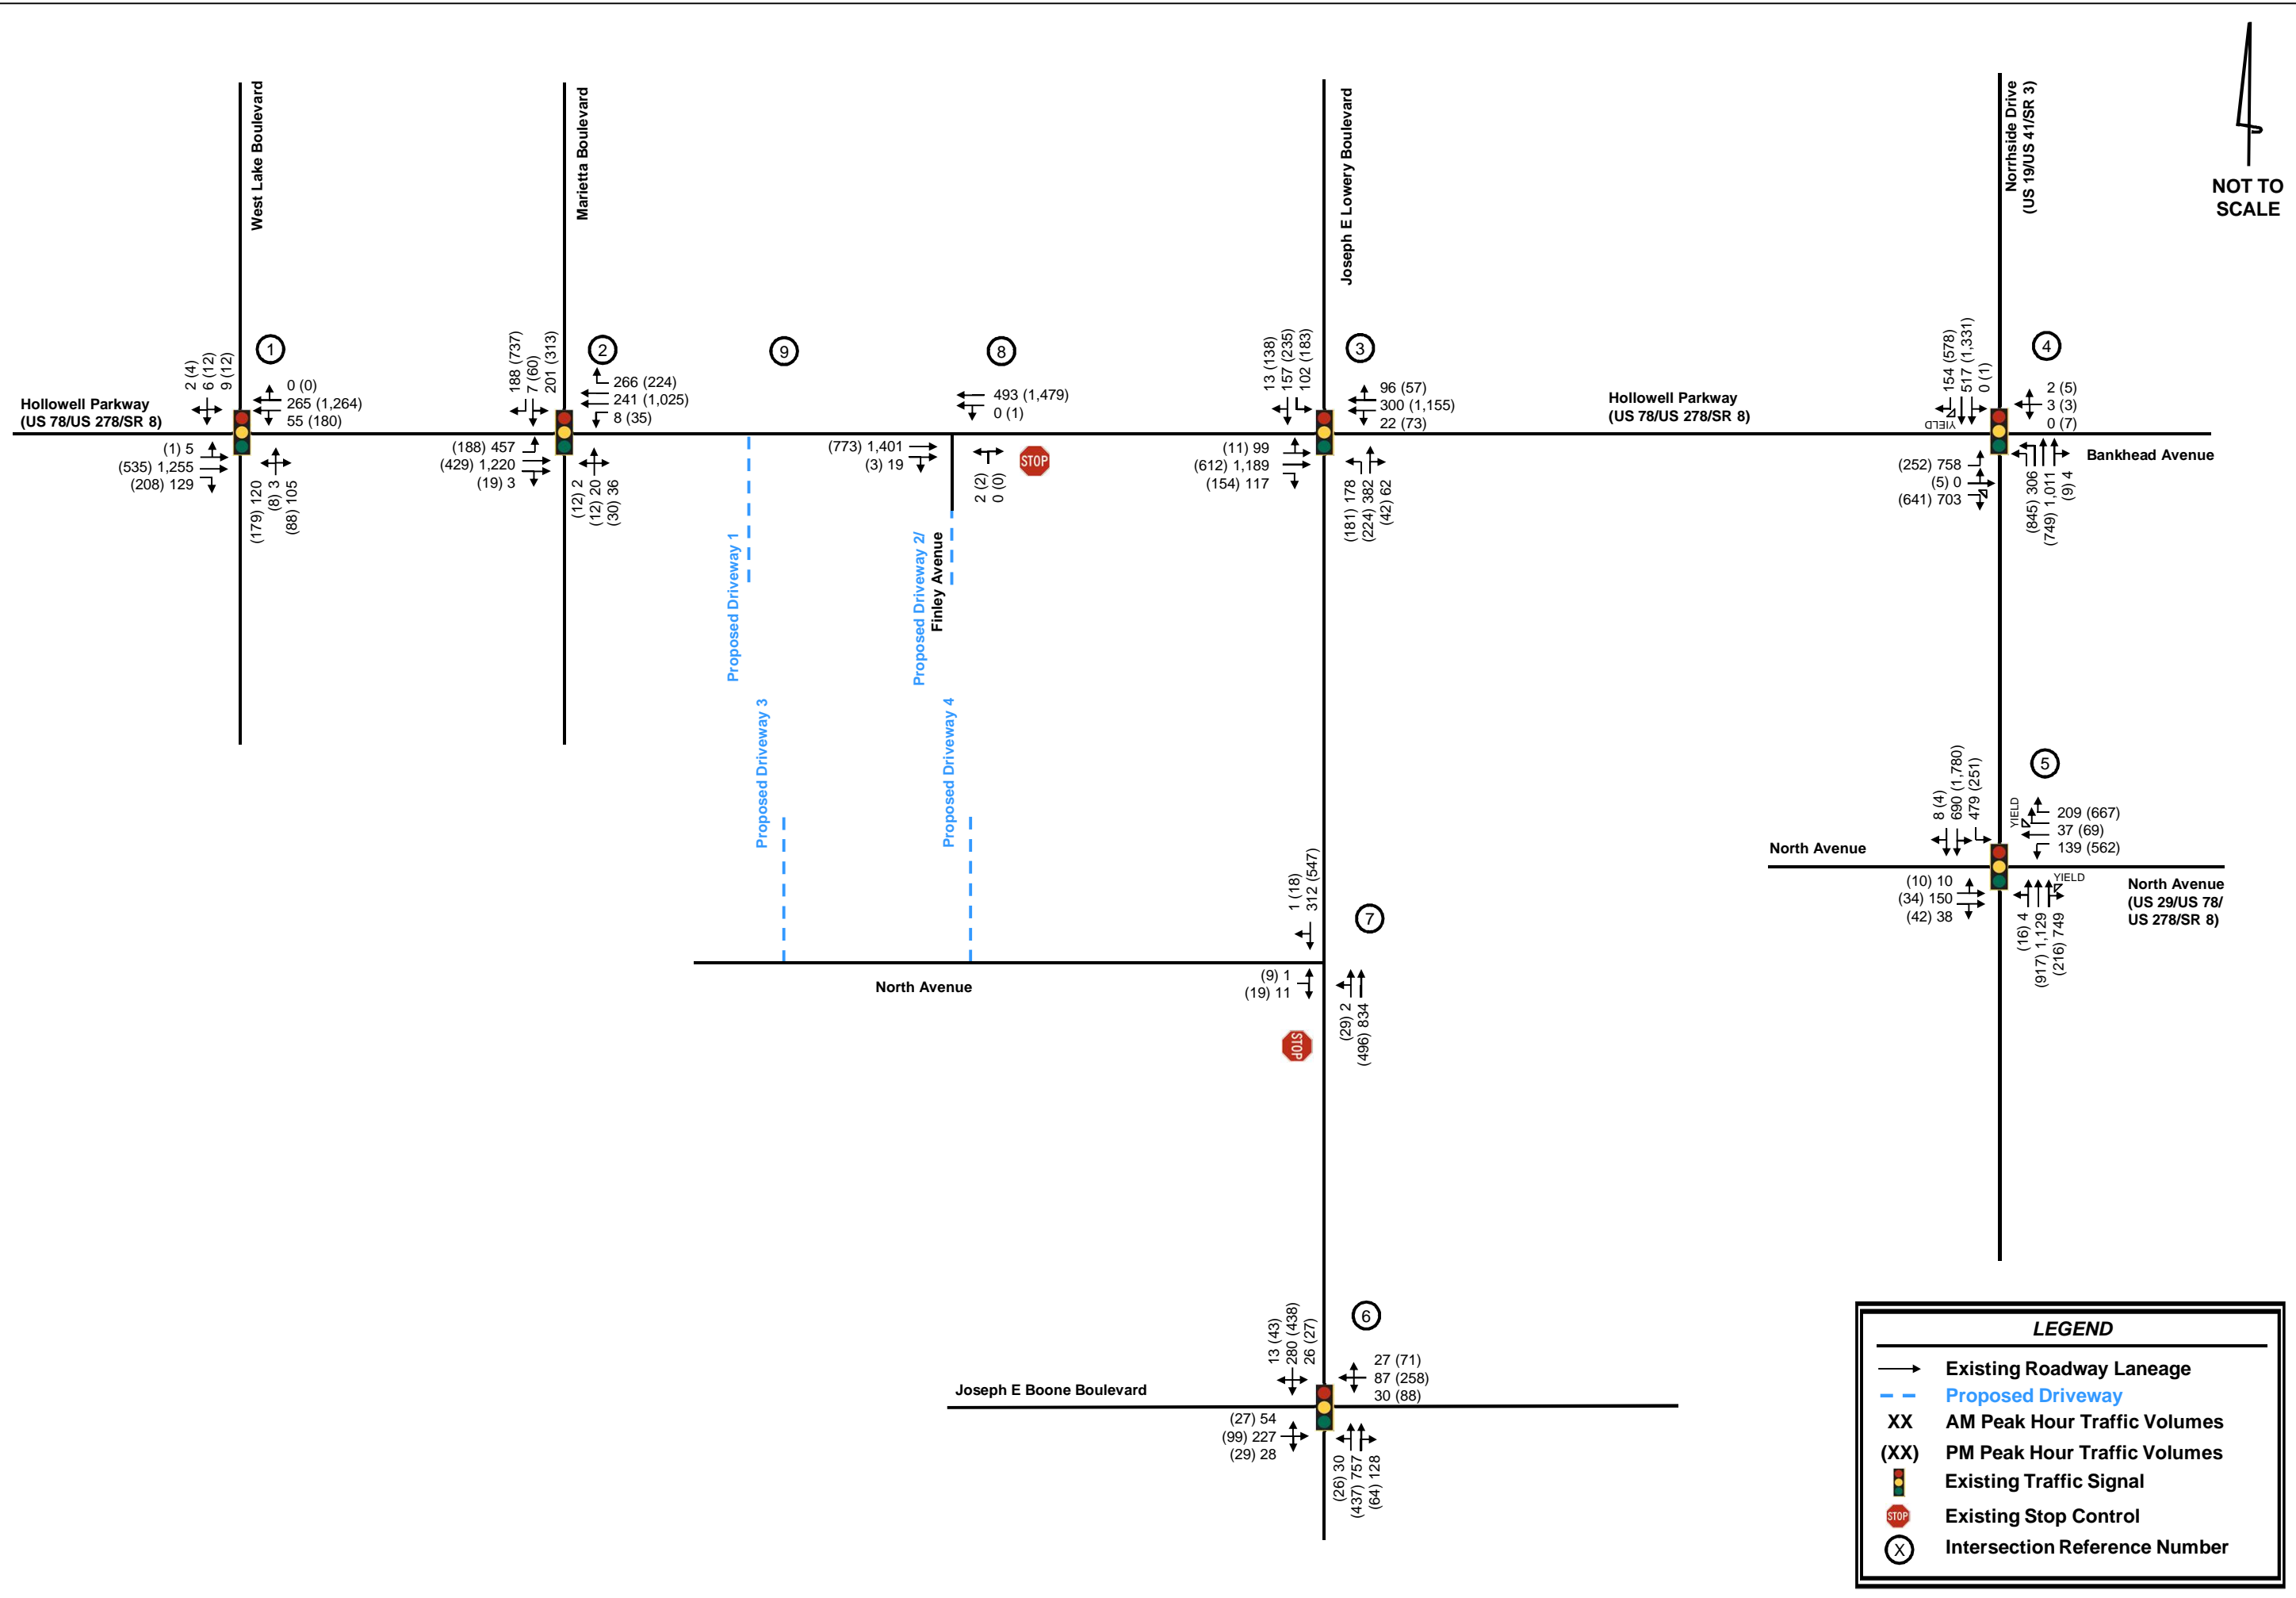 West Lake Boulevard
Marietta Boulevard
Joseph E Lowery Boulevard
Norrhside Drive
(US 19/US 41/SR 3)
NOT TO
SCALE
1
2 (4)
6 (12)
9 (12)
0 (0)
265 (1,264)
55 (180)
Hollowell Parkway
(US 78/US 278/SR 8)
(1) 5
(535) 1,255
(208) 129
(179) 120
(8) 3
(88) 105
2
188 (737)
7 (60)
201 (313)
266 (224)
241 (1,025)
8 (35)
(188) 457
(429) 1,220
(19) 3
(12) 2
(12) 20
(30) 36
9
8
493 (1,479)
0 (1)
(773) 1,401
(3) 19
2 (2)
0 (0)
STOP
3
13 (138)
157 (235)
102 (183)
96 (57)
300 (1,155)
22 (73)
(11) 99
(612) 1,189
(154) 117
(181) 178
(224) 382
(42) 62
Hollowell Parkway
(US 78/US 278/SR 8)
4
154 (578)
517 (1,331)
0 (1)
YIELD
2 (5)
3 (3)
0 (7)
Bankhead Avenue
(252) 758
(5) 0
(641) 703
(845) 306
(749) 1,011
(9) 4
Proposed Driveway 1
Proposed Driveway 2/
Finley Avenue
Proposed Driveway 3
Proposed Driveway 4
5
8 (4)
690 (1,780)
479 (251)
YIELD
209 (667)
37 (69)
139 (562)
North Avenue
(10) 10
(34) 150
(42) 38
YIELD
(16) 4
(917) 1,129
(216) 749
North Avenue
(US 29/US 78/
US 278/SR 8)
7
1 (18)
312 (547)
North Avenue
(9) 1
(19) 11
(29) 2
(496) 834
STOP
6
13 (43)
280 (438)
26 (27)
27 (71)
87 (258)
30 (88)
Joseph E Boone Boulevard
(27) 54
(99) 227
(29) 28
(26) 30
(437) 757
(64) 128
LEGEND
Existing Roadway Laneage
Proposed Driveway
XX AM Peak Hour Traffic Volumes
(XX) PM Peak Hour Traffic Volumes
Existing Traffic Signal
STOP Existing Stop Control
X Intersection Reference Number